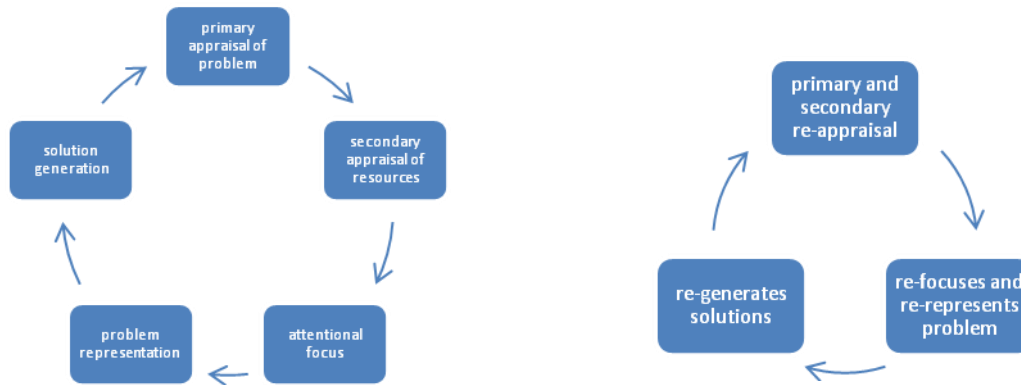 primary
appraisal of
problem
secondary
appraisal of
resources
attentional
focus
problem
representation
solution
generation
primary and
secondary
re-appraisal
re-focuses and
re-represents
problem
re-generates
solutions